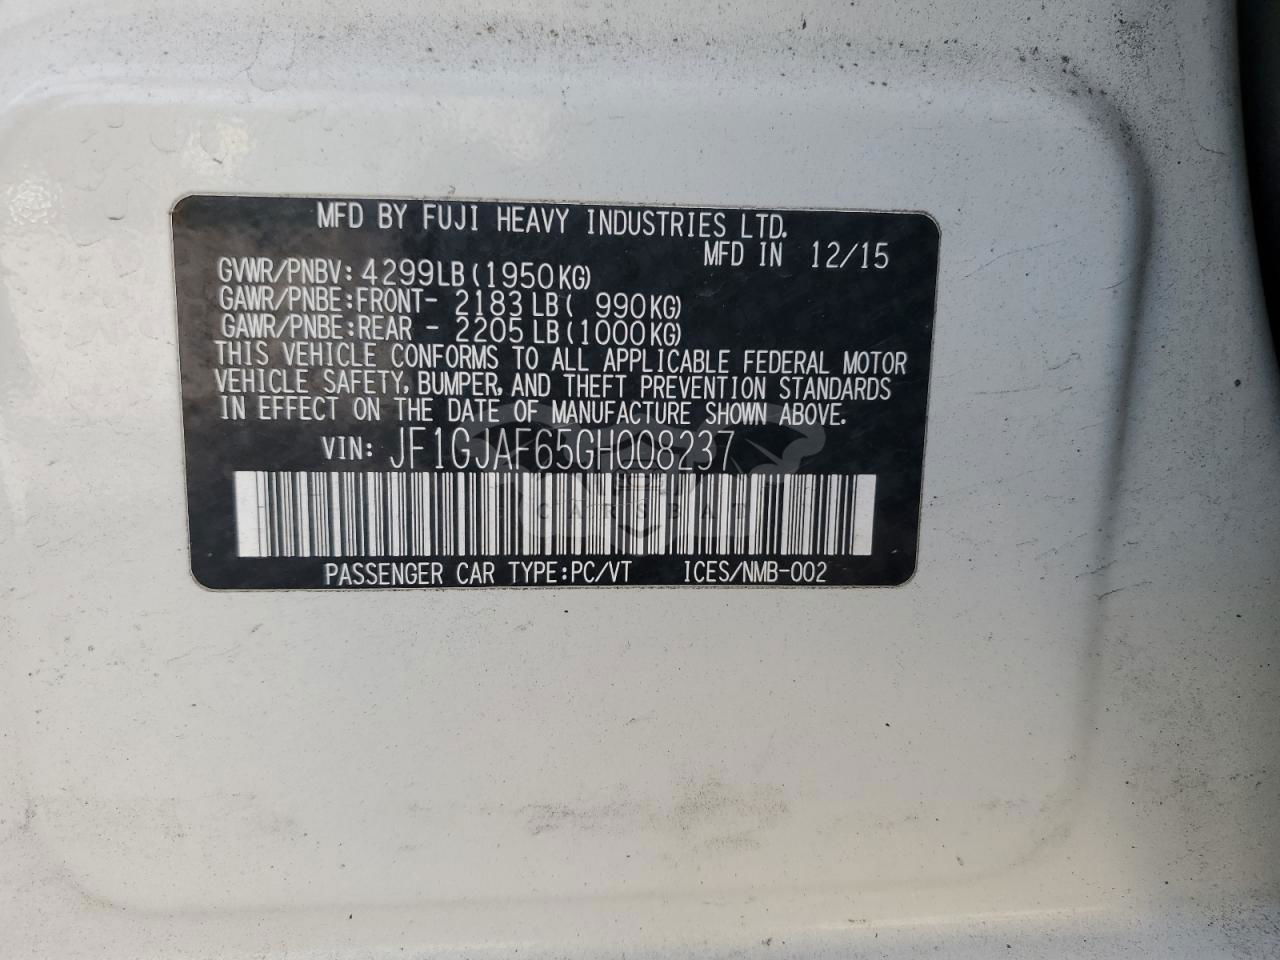 MFD BY FUJI HEAVY INDUSTRIES LTD.
MFD IN 12/15
GVWR/PNBV: 4299LB(1950KG)
GAWR/PNBE:FRONT- 2183LB( 990KG)
GAWR/PNBE:REAR - 2205LB(1000KG)
THIS VEHICLE CONFORMS TO ALL APPLICABLE FEDERAL MOTOR
VEHICLE SAFETY, BUMPER, AND THEFT PREVENTION STANDARDS
IN EFFECT ON THE DATE OF MANUFACTURE SHOWN ABOVE.
VIN: JF1GJAF65GH008237
CARSBAT
PASSENGER CAR TYPE:PC/VT ICES/NMB-002